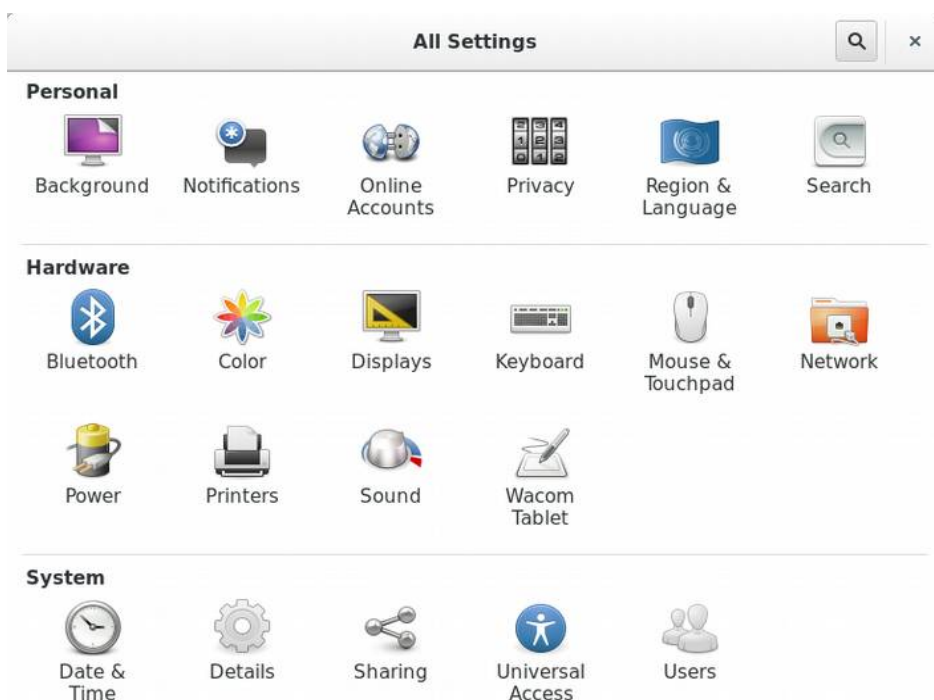 All Settings
Personal
Background Notifications Online Accounts Privacy Region & Language Search
Hardware
Bluetooth Color Displays Keyboard Mouse & Touchpad Network
Power Printers Sound Wacom Tablet
System
Date & Time Details Sharing Universal Access Users